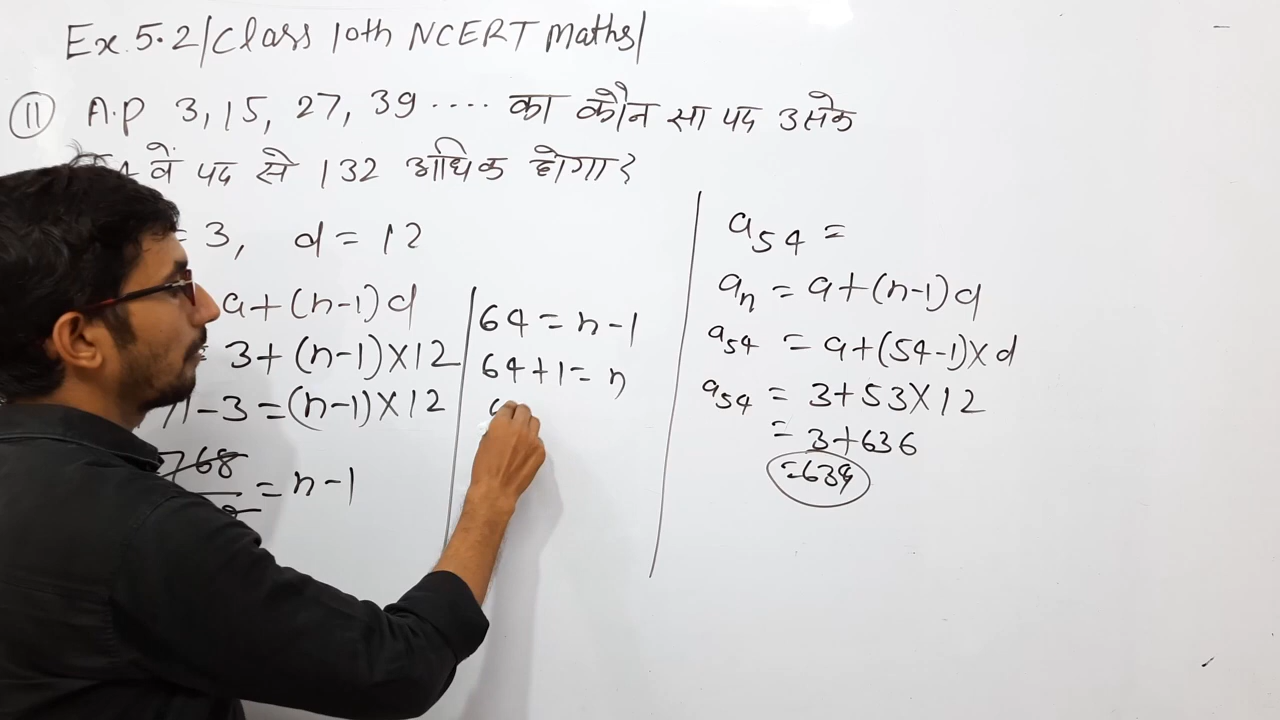 Ex. 5.2/Class 10th NCERT Maths/
11 A.P 3, 15, 27, 39 .... का कौन सा पद उसके
वें पद से 132 अधिक होगा?
= 3, d = 12
a+(n-1)d
= 3+(n-1)×12
-3=(n-1)×12
768 = n-1
64 = n-1
64+1= n
a54 =
an = a+(n-1)d
a54 = a+(54-1)×d
a54 = 3+53×12
= 3+636
=639